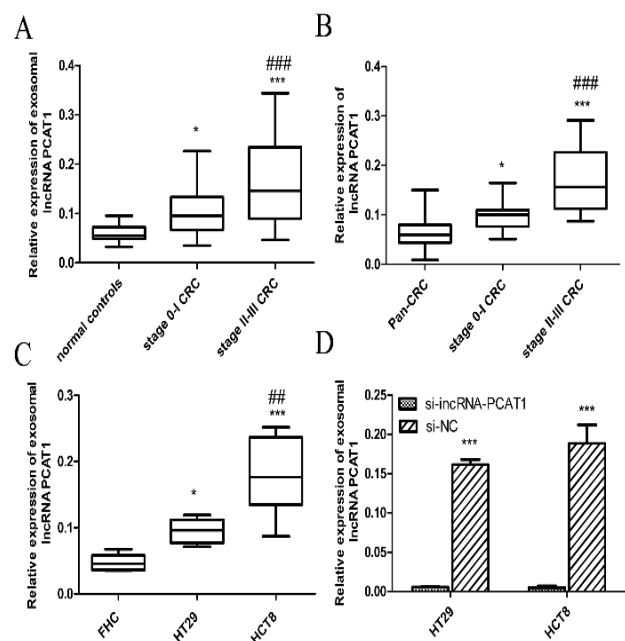 A
Relative expression of exosomal
lncRNA PCAT1
0.4
0.3
0.2
0.1
0.0
*
###
***
normal controls
stage 0-I CRC
stage II-III CRC
B
Relative expression of
lncRNA PCAT1
0.4
0.3
0.2
0.1
0.0
*
###
***
Pan-CRC
stage 0-I CRC
stage II-III CRC
C
Relative expression of exosomal
lncRNA PCAT1
0.3
0.2
0.1
0.0
*
##
***
FHC
HT29
HCT8
D
Relative expression of exosomal
lncRNA PCAT1
0.20
0.15
0.10
0.05
0.00
si-lncRNA-PCAT1
si-NC
***
***
HT29
HCT8